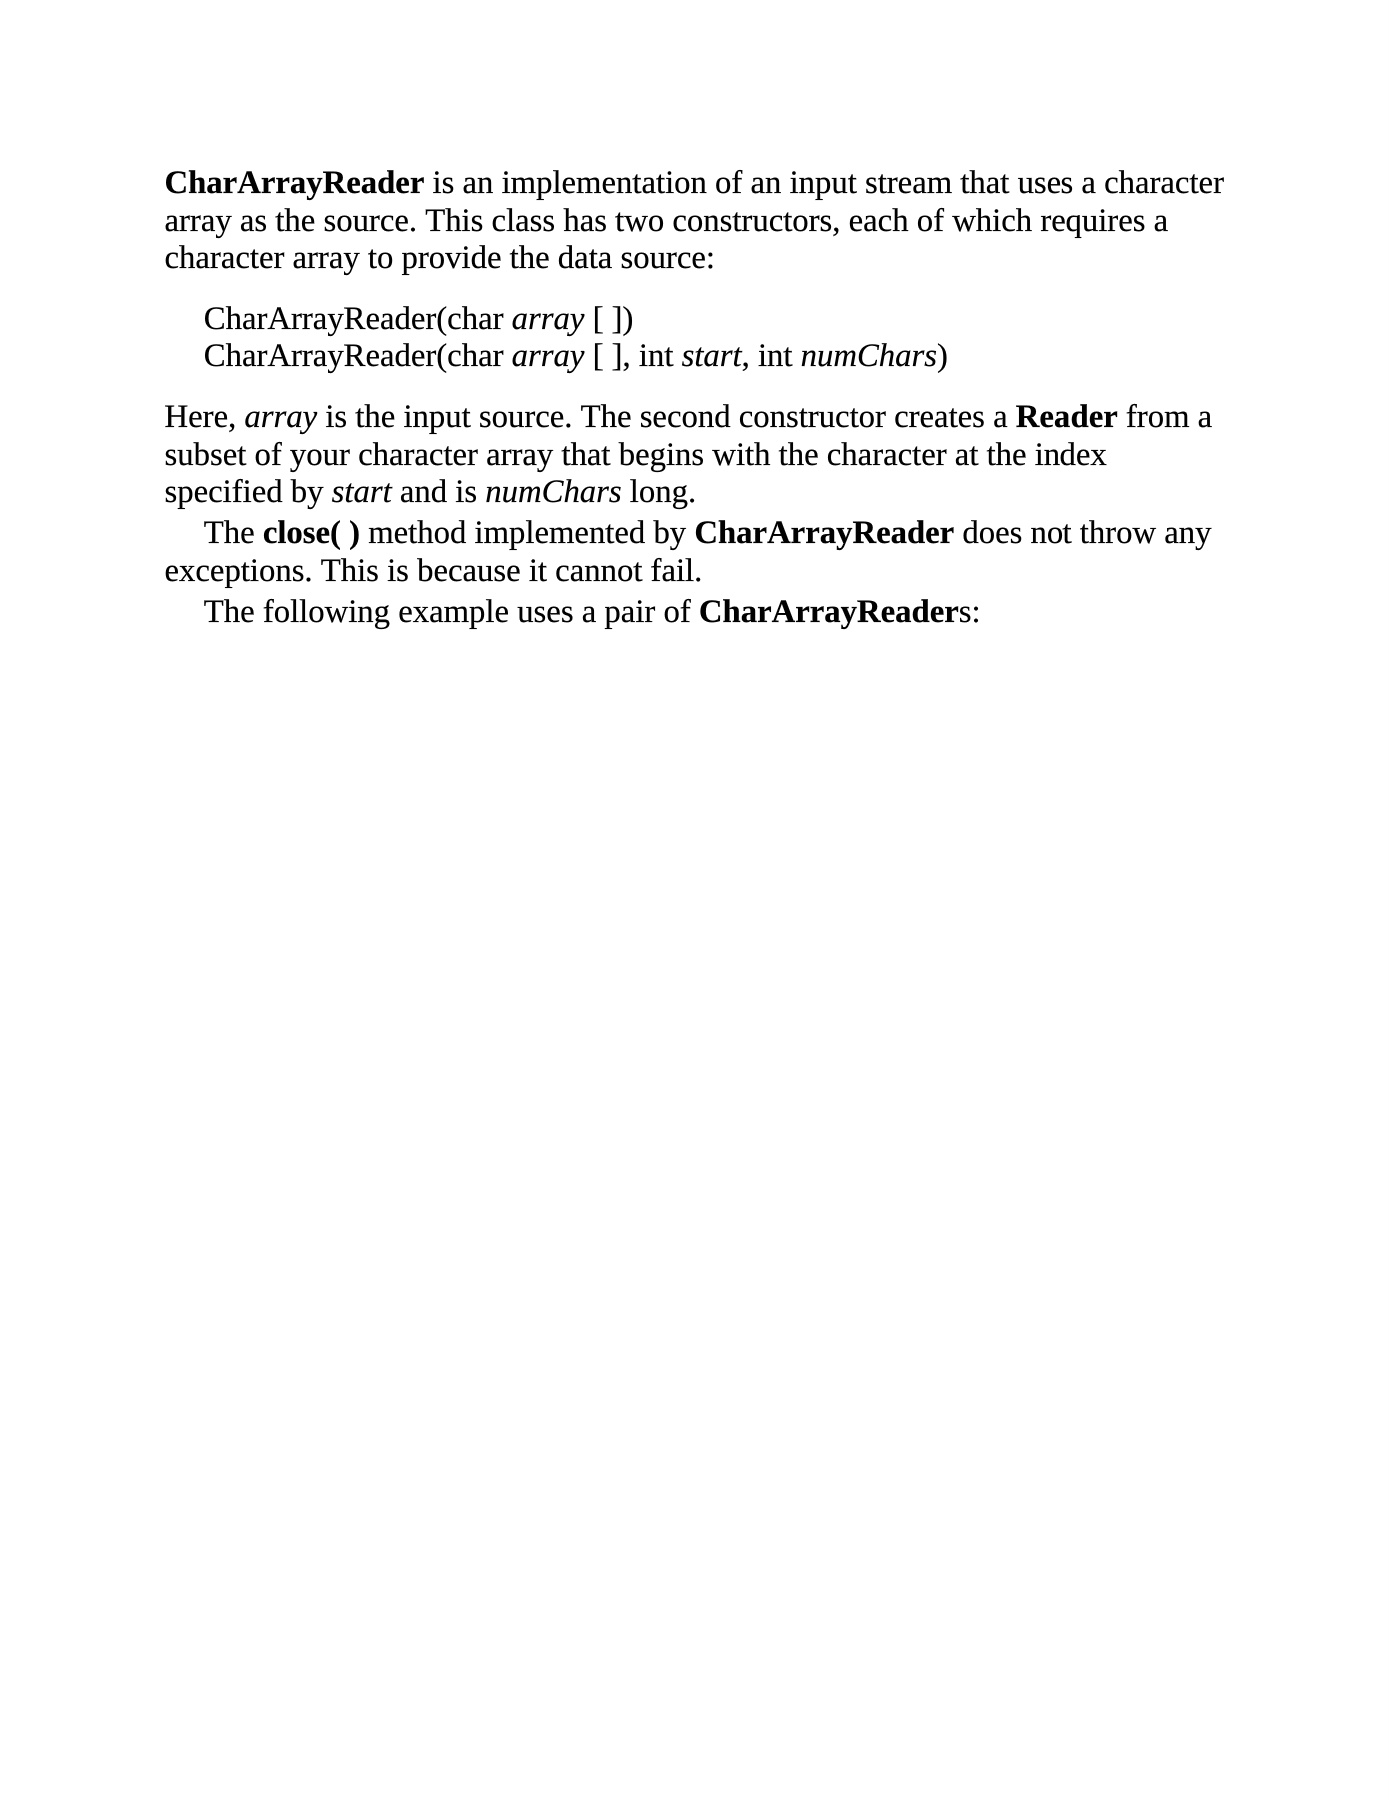 CharArrayReader is an implementation of an input stream that uses a character
array as the source. This class has two constructors, each of which requires a
character array to provide the data source:
CharArrayReader(char array [ ])
CharArrayReader(char array [ ], int start, int numChars)
Here, array is the input source. The second constructor creates a Reader from a
subset of your character array that begins with the character at the index
specified by start and is numChars long.
The close( ) method implemented by CharArrayReader does not throw any
exceptions. This is because it cannot fail.
The following example uses a pair of CharArrayReaders: